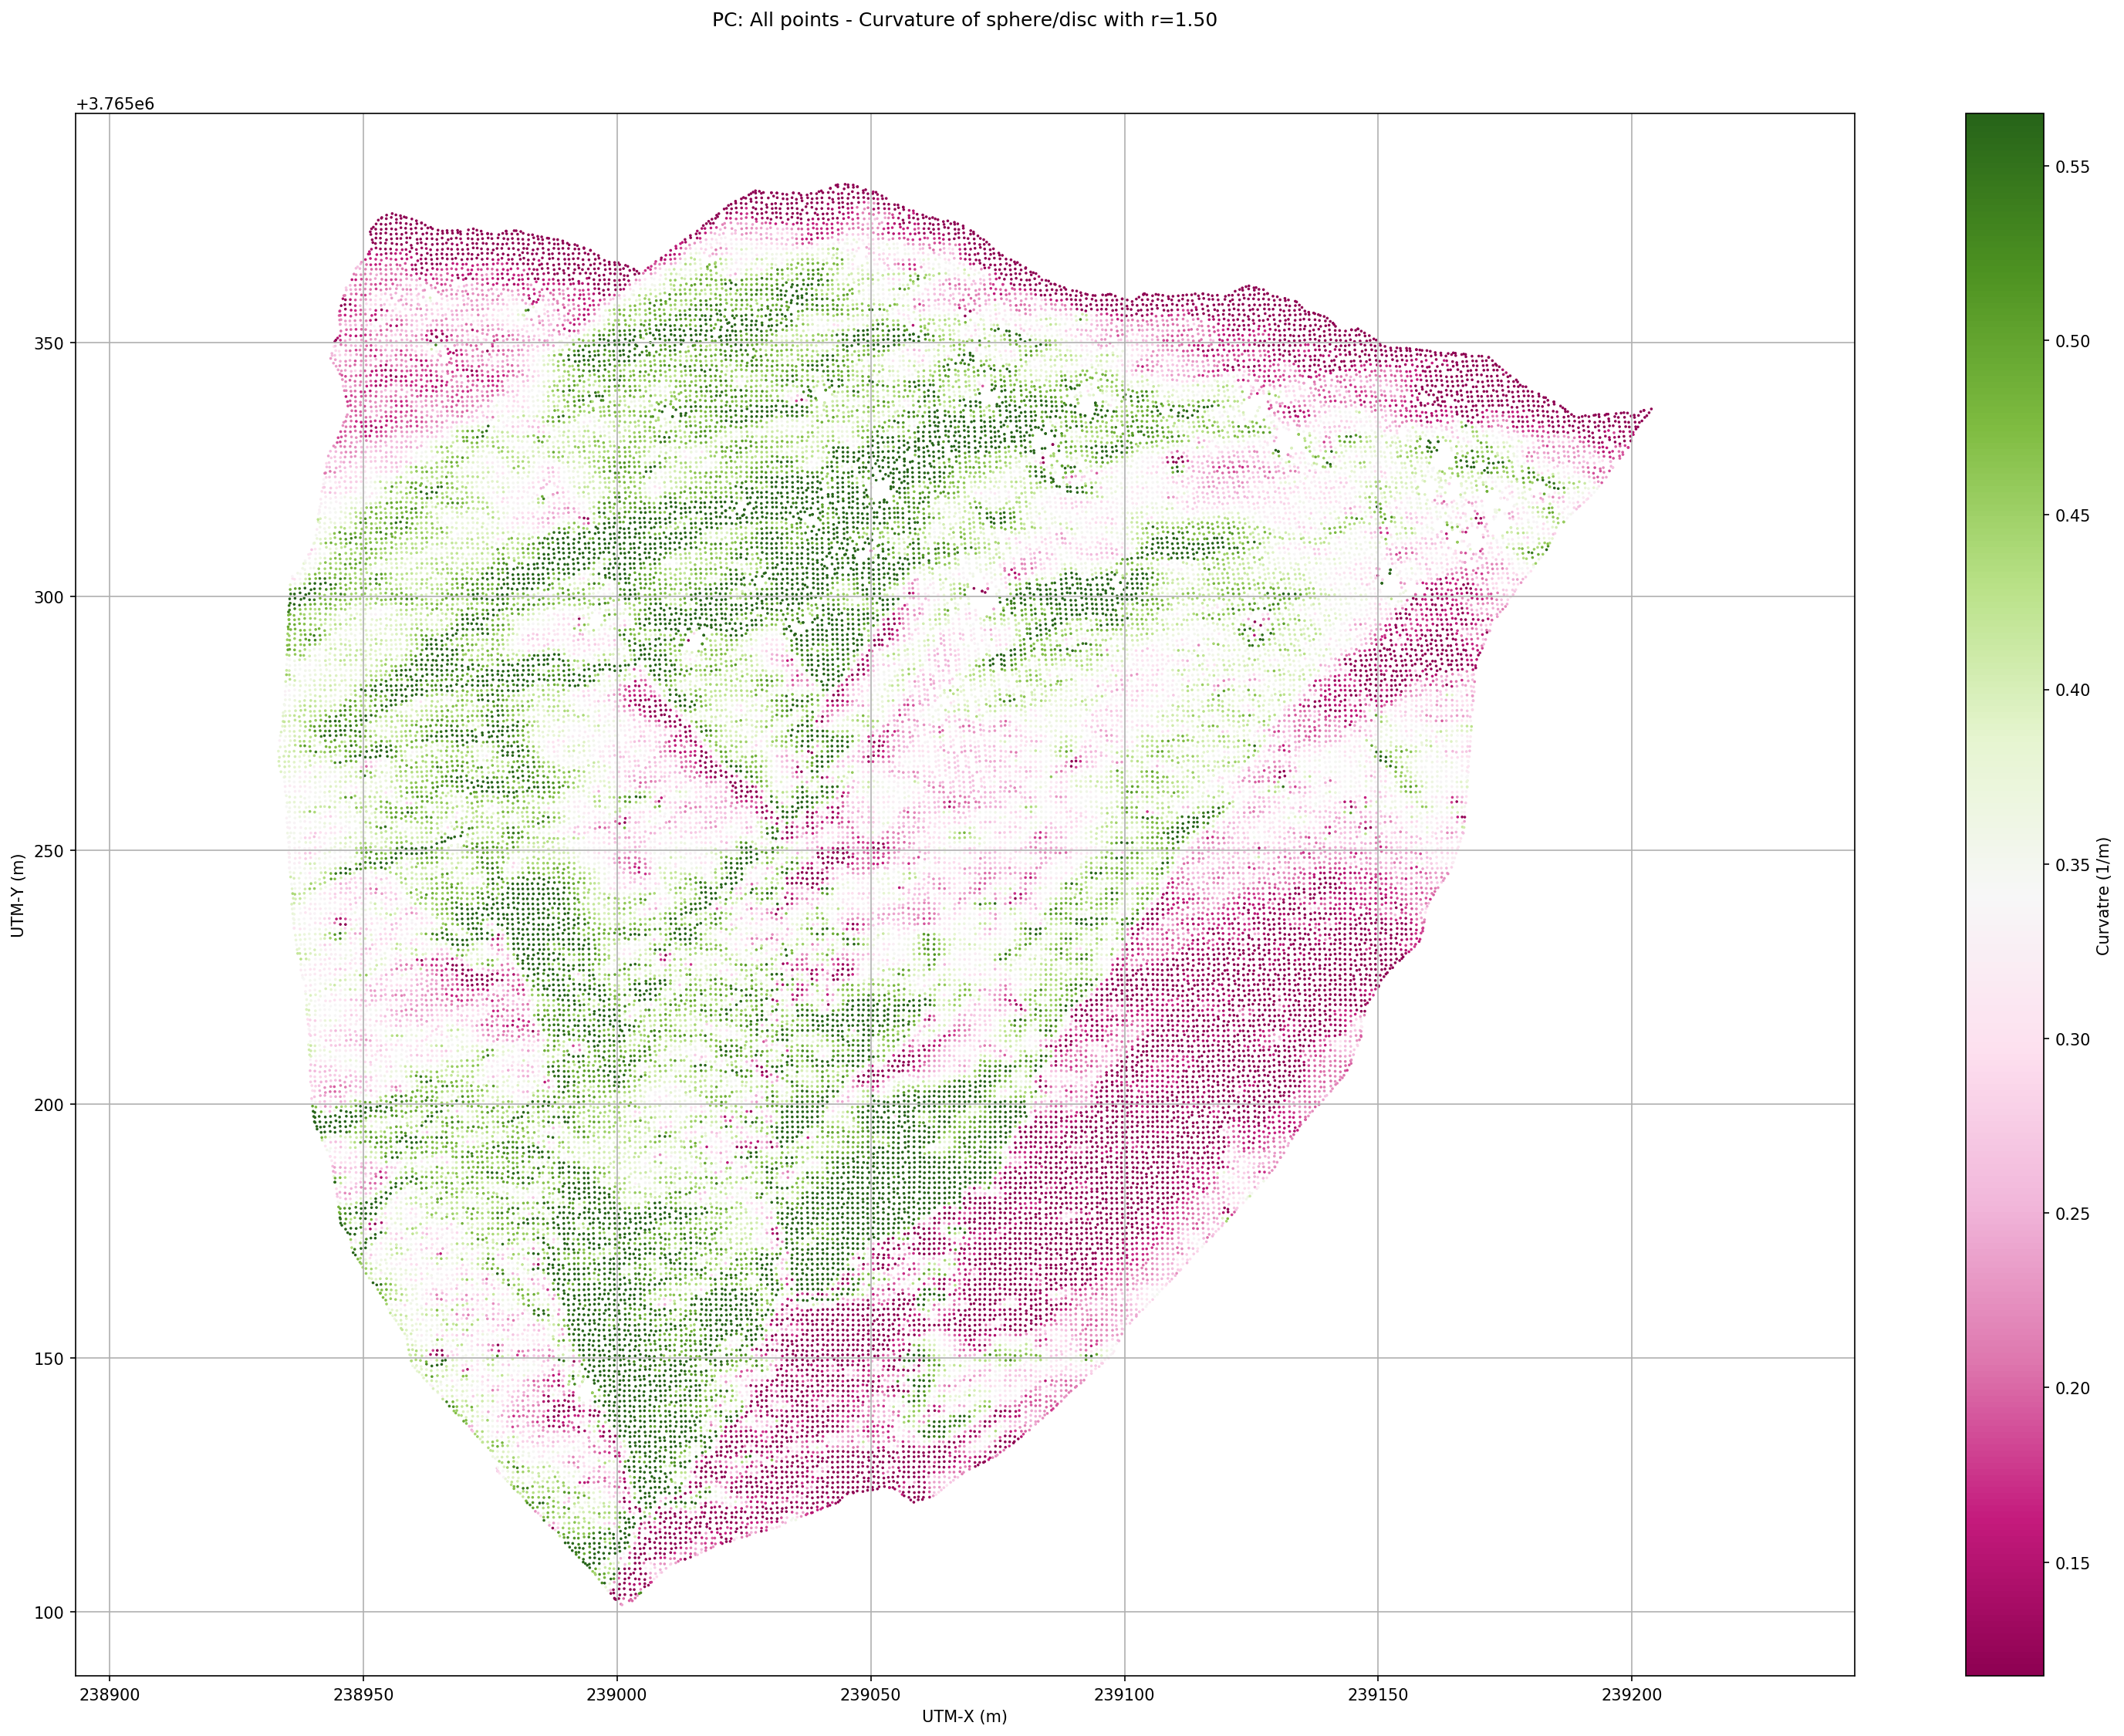 PC: All points - Curvature of sphere/disc with r=1.50
+3.765e6
350
300
250
200
150
100
UTM-Y (m)
238900 238950 239000 239050 239100 239150 239200
UTM-X (m)
0.55
0.50
0.45
0.40
0.35
0.30
0.25
0.20
0.15
Curvatre (1/m)